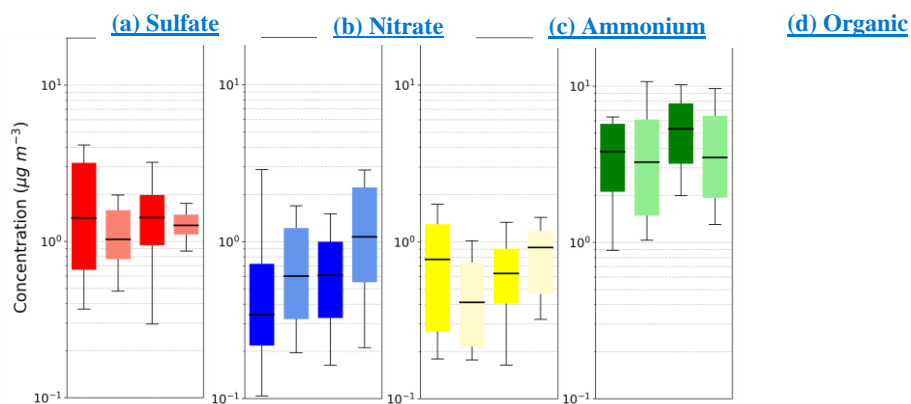 (a) Sulfate
(b) Nitrate
(c) Ammonium
(d) Organic
Concentration (μg m⁻³)
10¹
10⁰
10⁻¹
10¹
10⁰
10⁻¹
10¹
10⁰
10⁻¹
10¹
10⁰
10⁻¹